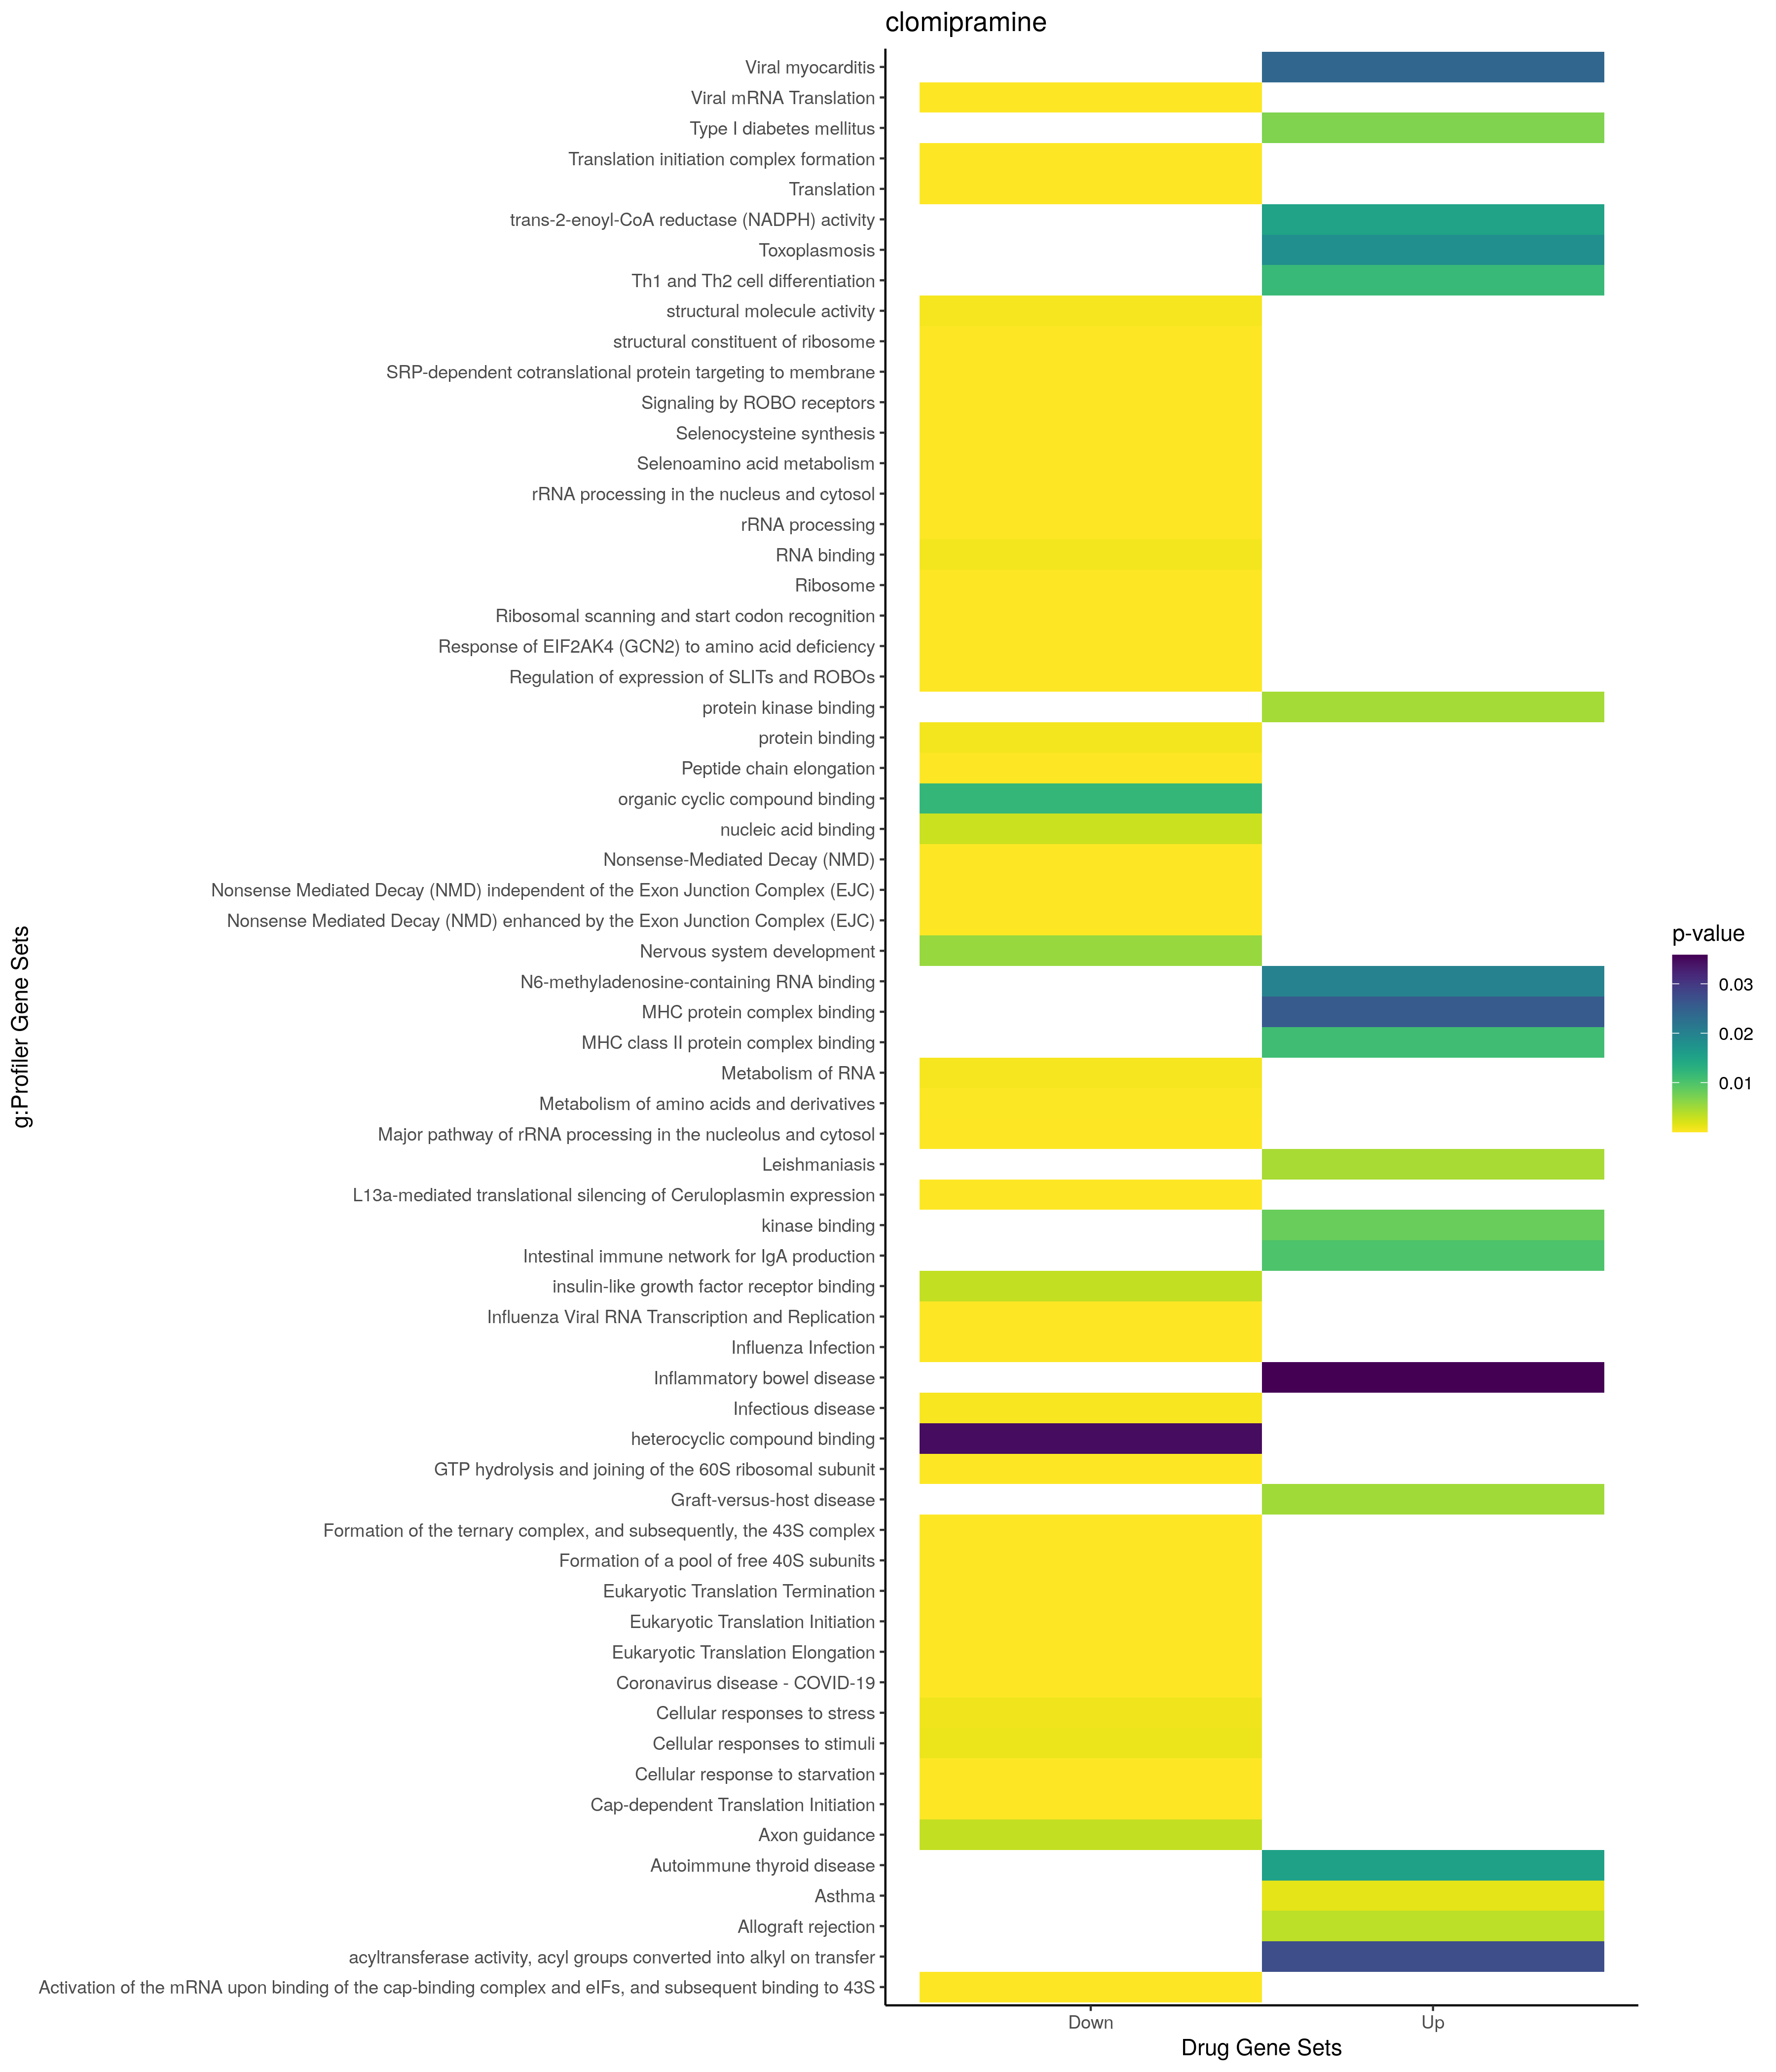 clomipramine
Viral myocarditis
Viral mRNA Translation
Type I diabetes mellitus
Translation initiation complex formation
Translation
trans-2-enoyl-CoA reductase (NADPH) activity
Toxoplasmosis
Th1 and Th2 cell differentiation
structural molecule activity
structural constituent of ribosome
SRP-dependent cotranslational protein targeting to membrane
Signaling by ROBO receptors
Selenocysteine synthesis
Selenoamino acid metabolism
rRNA processing in the nucleus and cytosol
rRNA processing
RNA binding
Ribosome
Ribosomal scanning and start codon recognition
Response of EIF2AK4 (GCN2) to amino acid deficiency
Regulation of expression of SLITs and ROBOs
protein kinase binding
protein binding
Peptide chain elongation
organic cyclic compound binding
nucleic acid binding
Nonsense-Mediated Decay (NMD)
Nonsense Mediated Decay (NMD) independent of the Exon Junction Complex (EJC)
Nonsense Mediated Decay (NMD) enhanced by the Exon Junction Complex (EJC)
Nervous system development
N6-methyladenosine-containing RNA binding
MHC protein complex binding
MHC class II protein complex binding
Metabolism of RNA
Metabolism of amino acids and derivatives
Major pathway of rRNA processing in the nucleolus and cytosol
Leishmaniasis
L13a-mediated translational silencing of Ceruloplasmin expression
kinase binding
Intestinal immune network for IgA production
insulin-like growth factor receptor binding
Influenza Viral RNA Transcription and Replication
Influenza Infection
Inflammatory bowel disease
Infectious disease
heterocyclic compound binding
GTP hydrolysis and joining of the 60S ribosomal subunit
Graft-versus-host disease
Formation of the ternary complex, and subsequently, the 43S complex
Formation of a pool of free 40S subunits
Eukaryotic Translation Termination
Eukaryotic Translation Initiation
Eukaryotic Translation Elongation
Coronavirus disease - COVID-19
Cellular responses to stress
Cellular responses to stimuli
Cellular response to starvation
Cap-dependent Translation Initiation
Axon guidance
Autoimmune thyroid disease
Asthma
Allograft rejection
acyltransferase activity, acyl groups converted into alkyl on transfer
Activation of the mRNA upon binding of the cap-binding complex and eIFs, and subsequent binding to 43S
g:Profiler Gene Sets
Down
Up
Drug Gene Sets
p-value
0.03
0.02
0.01